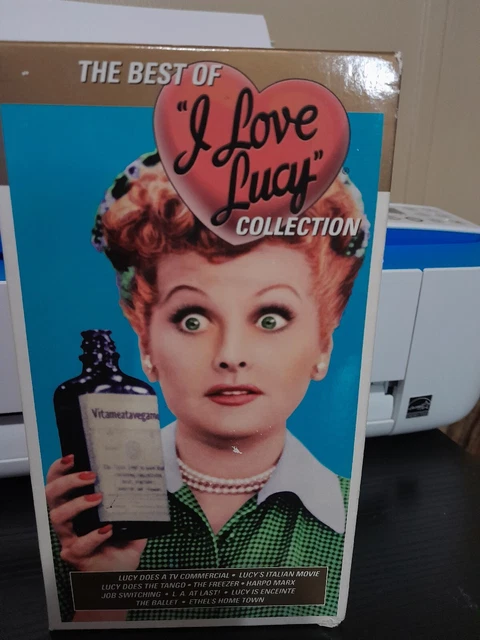 THE BEST OF
"I Love
Lucy"
COLLECTION
Vitameatavegamin
LUCY DOES A TV COMMERCIAL • LUCY'S ITALIAN MOVIE
LUCY DOES THE TANGO • THE FREEZER • HARPO MARX
JOB SWITCHING • L.A. AT LAST! • LUCY IS ENCEINTE
THE BALLET • ETHEL'S HOME TOWN